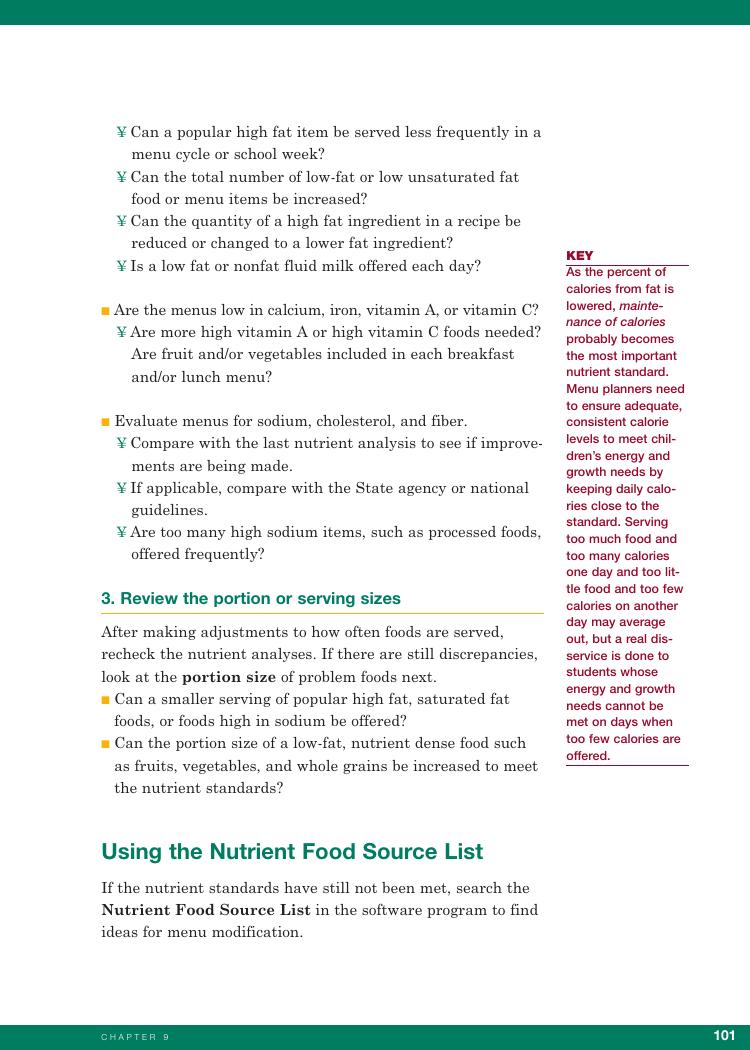 ¥ Can a popular high fat item be served less frequently in a
menu cycle or school week?
¥ Can the total number of low-fat or low unsaturated fat
food or menu items be increased?
¥ Can the quantity of a high fat ingredient in a recipe be
reduced or changed to a lower fat ingredient?
¥ Is a low fat or nonfat fluid milk offered each day?
■ Are the menus low in calcium, iron, vitamin A, or vitamin C?
¥ Are more high vitamin A or high vitamin C foods needed?
Are fruit and/or vegetables included in each breakfast
and/or lunch menu?
■ Evaluate menus for sodium, cholesterol, and fiber.
¥ Compare with the last nutrient analysis to see if improve-
ments are being made.
¥ If applicable, compare with the State agency or national
guidelines.
¥ Are too many high sodium items, such as processed foods,
offered frequently?
3. Review the portion or serving sizes
After making adjustments to how often foods are served,
recheck the nutrient analyses. If there are still discrepancies,
look at the portion size of problem foods next.
■ Can a smaller serving of popular high fat, saturated fat
foods, or foods high in sodium be offered?
■ Can the portion size of a low-fat, nutrient dense food such
as fruits, vegetables, and whole grains be increased to meet
the nutrient standards?
Using the Nutrient Food Source List
If the nutrient standards have still not been met, search the
Nutrient Food Source List in the software program to find
ideas for menu modification.
KEY
As the percent of
calories from fat is
lowered, mainte-
nance of calories
probably becomes
the most important
nutrient standard.
Menu planners need
to ensure adequate,
consistent calorie
levels to meet chil-
dren's energy and
growth needs by
keeping daily calo-
ries close to the
standard. Serving
too much food and
too many calories
one day and too lit-
tle food and too few
calories on another
day may average
out, but a real dis-
service is done to
students whose
energy and growth
needs cannot be
met on days when
too few calories are
offered.
CHAPTER 9
101